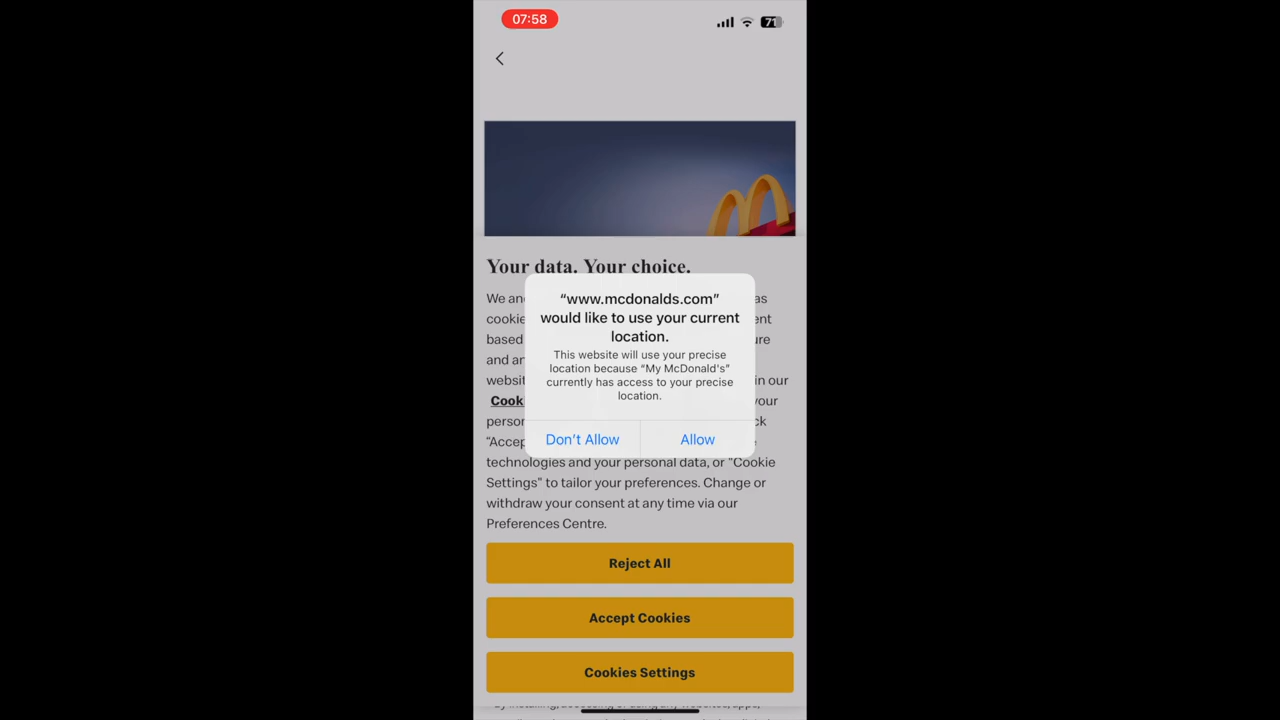 07:58
71
Your data. Your choice.
We an
as
cookie
ent
based
ure
and an
websit
in our
Cook
your
person
ck
"Accep
“www.mcdonalds.com”
would like to use your current
location.
This website will use your precise
location because “My McDonald's”
currently has access to your precise
location.
Don’t Allow
Allow
technologies and your personal data, or "Cookie
Settings" to tailor your preferences. Change or
withdraw your consent at any time via our
Preferences Centre.
Reject All
Accept Cookies
Cookies Settings